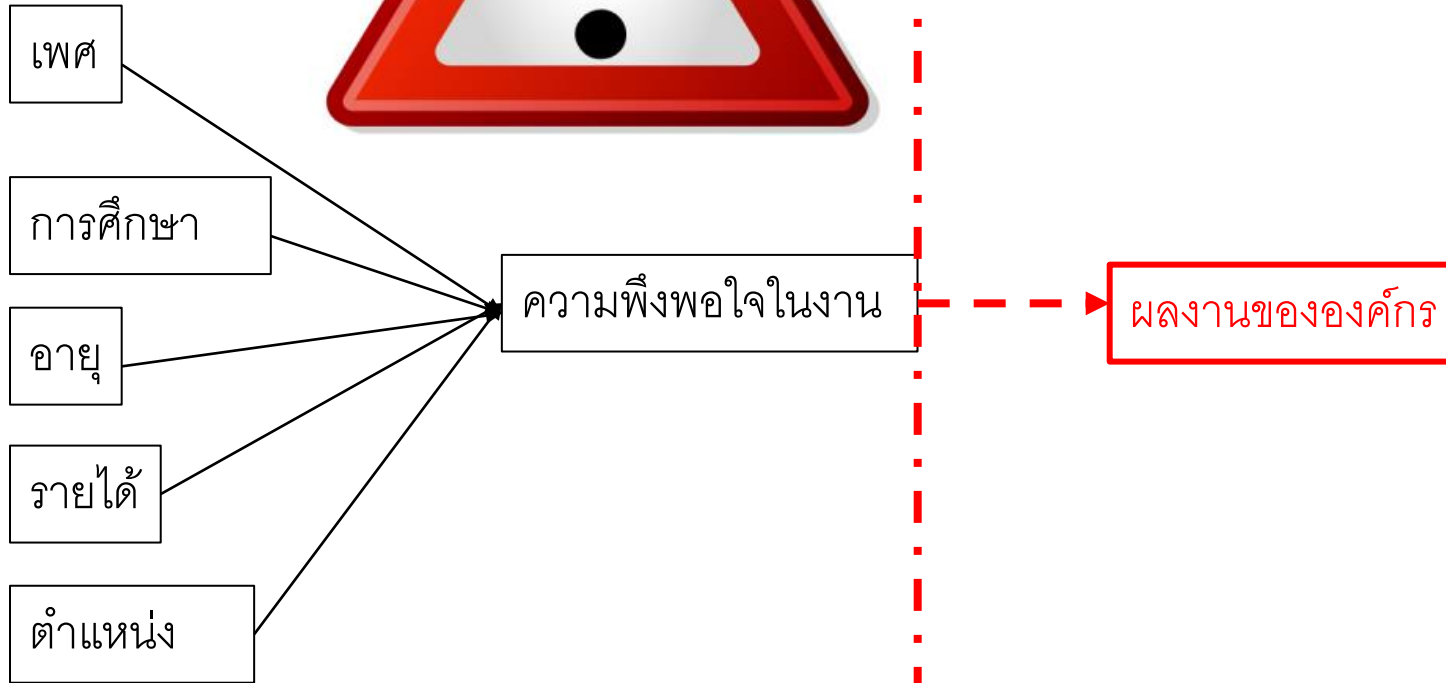 เพศ
การศึกษา
อายุ
รายได้
ตำแหน่ง
ความพึงพอใจในงาน
ผลงานขององค์กร